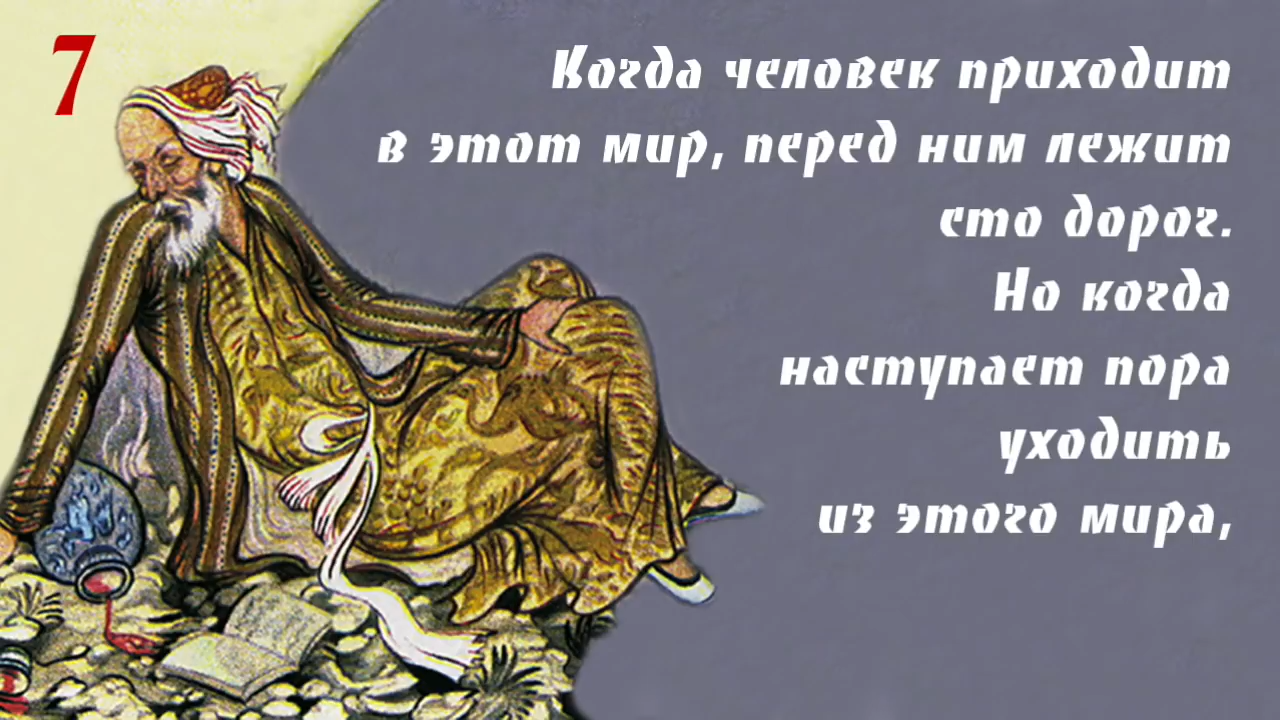 7
Когда человек приходит
в этот мир, перед ним лежит
сто дорог.
Но когда
наступает пора
уходить
из этого мира,